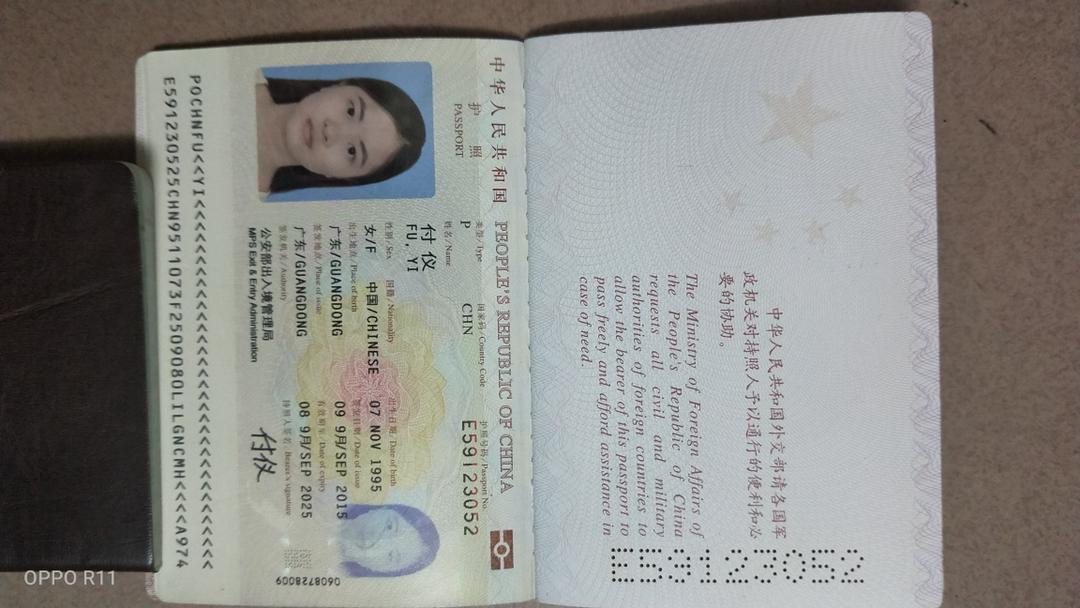 中华人民共和国外交部请各国军
政机关对持照人予以通行的便利和必
要的协助。
The Ministry of Foreign Affairs of
the People's Republic of China
requests all civil and military
authorities of foreign countries to
allow the bearer of this passport to
pass freely and afford assistance in
case of need.
E59123052
中华人民共和国 PEOPLE'S REPUBLIC OF CHINA
护 照
PASSPORT
类型/Type 国家码/Country Code 护照号码/Passport No.
P CHN E59123052
姓名/Name
付仪
FU, YI
性别/Sex 国籍/Nationality 出生日期/Date of birth
女/F 中国/CHINESE 07 NOV 1995
出生地点/Place of birth 签发日期/Date of issue
广东/GUANGDONG 09 9月/SEP 2015
签发地点/Place of issue 有效期至/Date of expiry
广东/GUANGDONG 08 9月/SEP 2025
签发机关/Authority 持照人签名/Bearer's signature
公安部出入境管理局
MPS Exit & Entry Administration
付仪
0608728009
POCHNFU<<YI<<<<<<<<<<<<<<<<<<<<<<<<<<<<<<<<<
E591230525CHN9511073F2509080LILGNCMH<<<<A974
OPPO R11